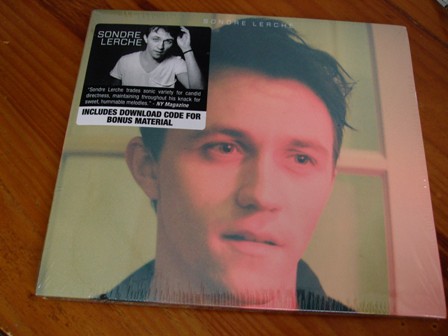 SONDRE LERCHE
SONDRE
LERCHE
"Sondre Lerche trades sonic variety for candid
directness, maintaining throughout his knack for
sweet, hummable melodies." - NY Magazine
INCLUDES DOWNLOAD CODE FOR
BONUS MATERIAL